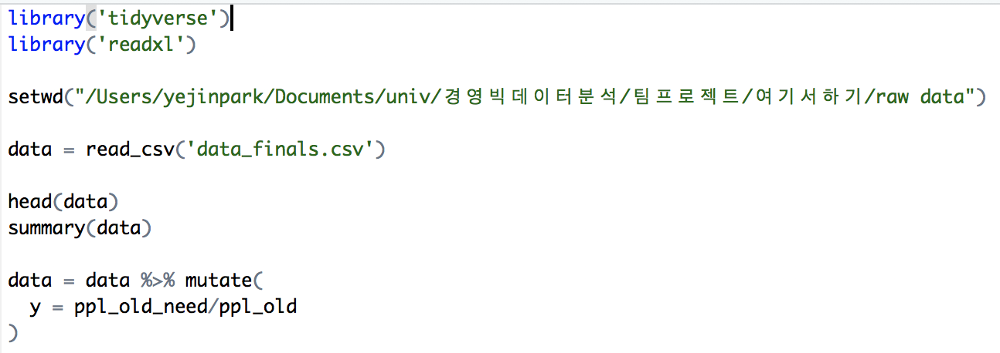 library('tidyverse')
library('readxl')
setwd("/Users/yejinpark/Documents/univ/경영빅데이터분석/팀프로젝트/여기서하기/raw data")
data = read_csv('data_finals.csv')
head(data)
summary(data)
data = data %>% mutate(
  y = ppl_old_need/ppl_old
)